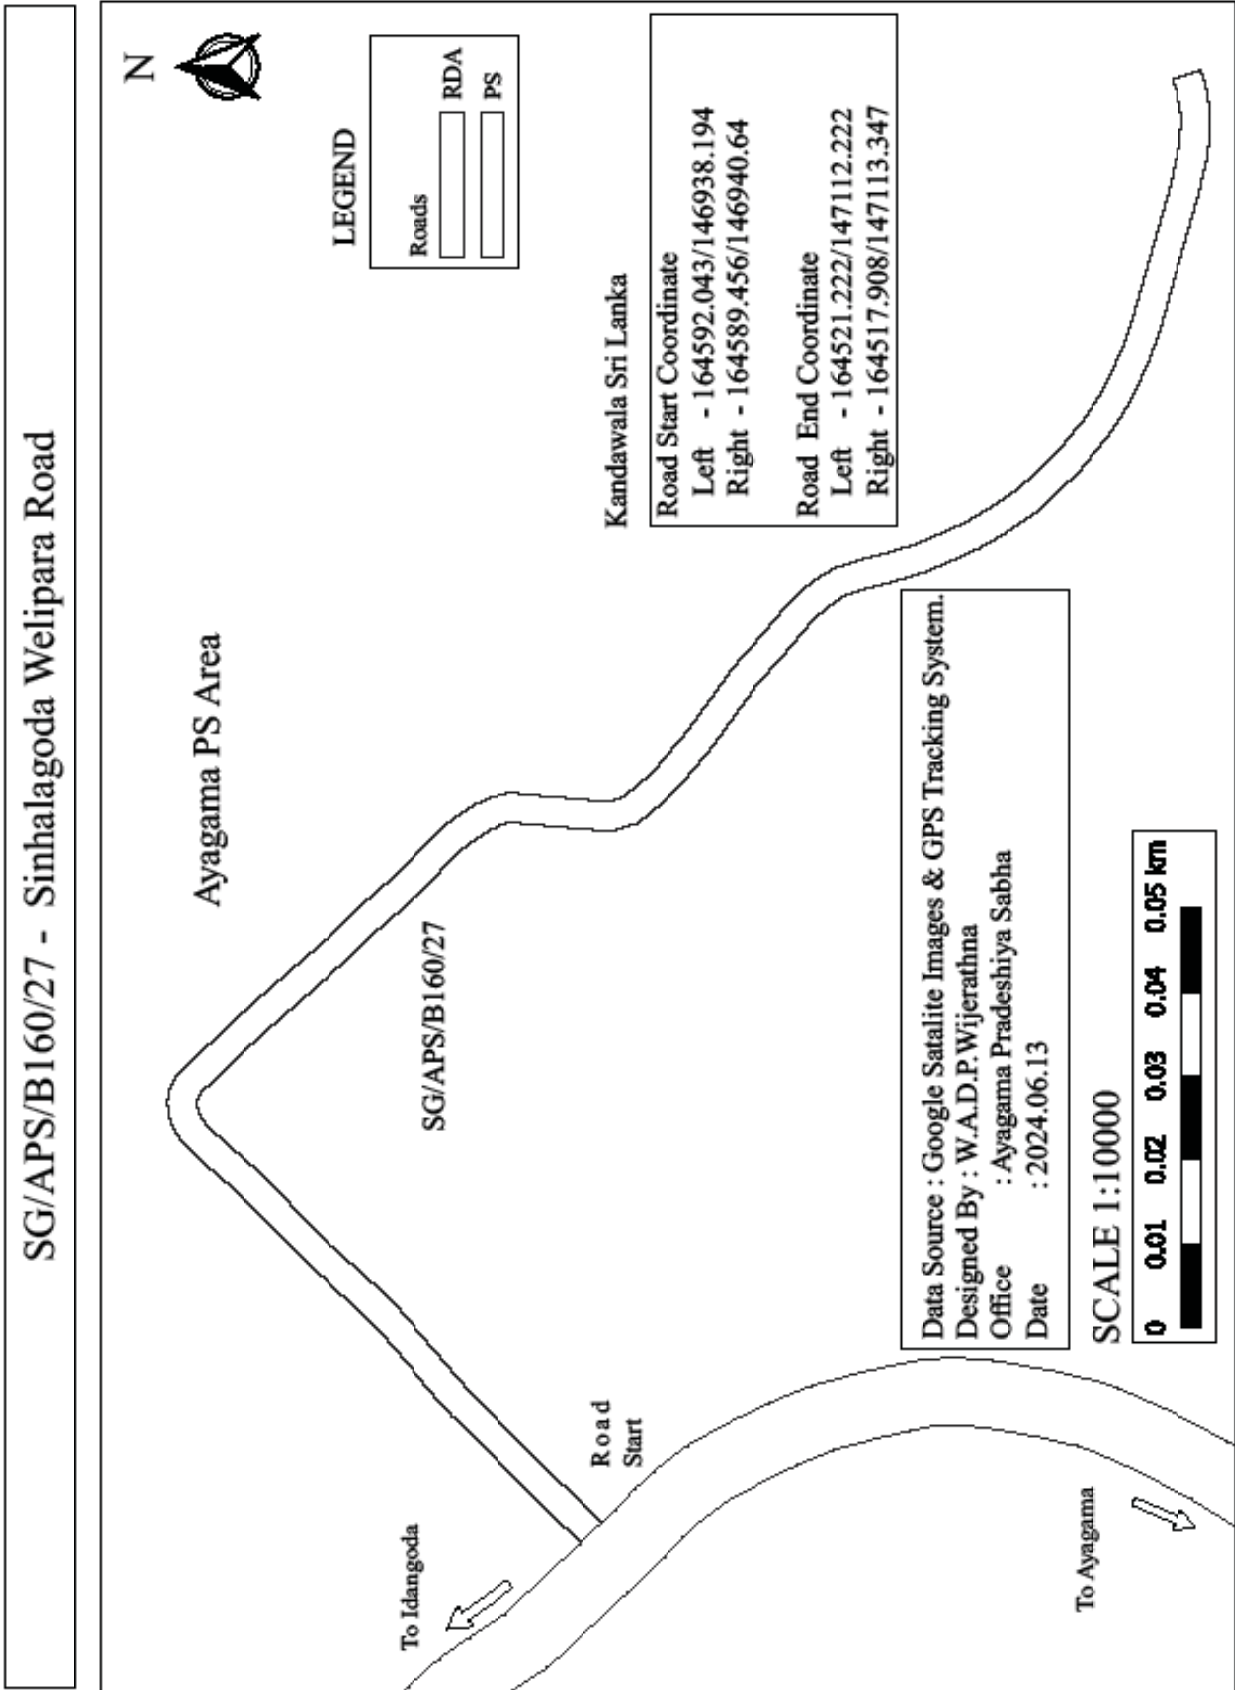 SG/APS/B160/27 - Sinhalagoda Welipara Road
N
Ayagama PS Area
LEGEND
Roads
RDA
PS
Kandawala Sri Lanka
Road Start Coordinate
Left - 164592.043/146938.194
Right - 164589.456/146940.64
Road End Coordinate
Left - 164521.222/147112.222
Right - 164517.908/147113.347
SG/APS/B160/27
Road
Start
To Idangoda
To Ayagama
Data Source : Google Satalite Images & GPS Tracking System.
Designed By : W.A.D.P.Wijerathna
Office : Ayagama Pradeshiya Sabha
Date : 2024.06.13
SCALE 1:10000
0 0.01 0.02 0.03 0.04 0.05 km